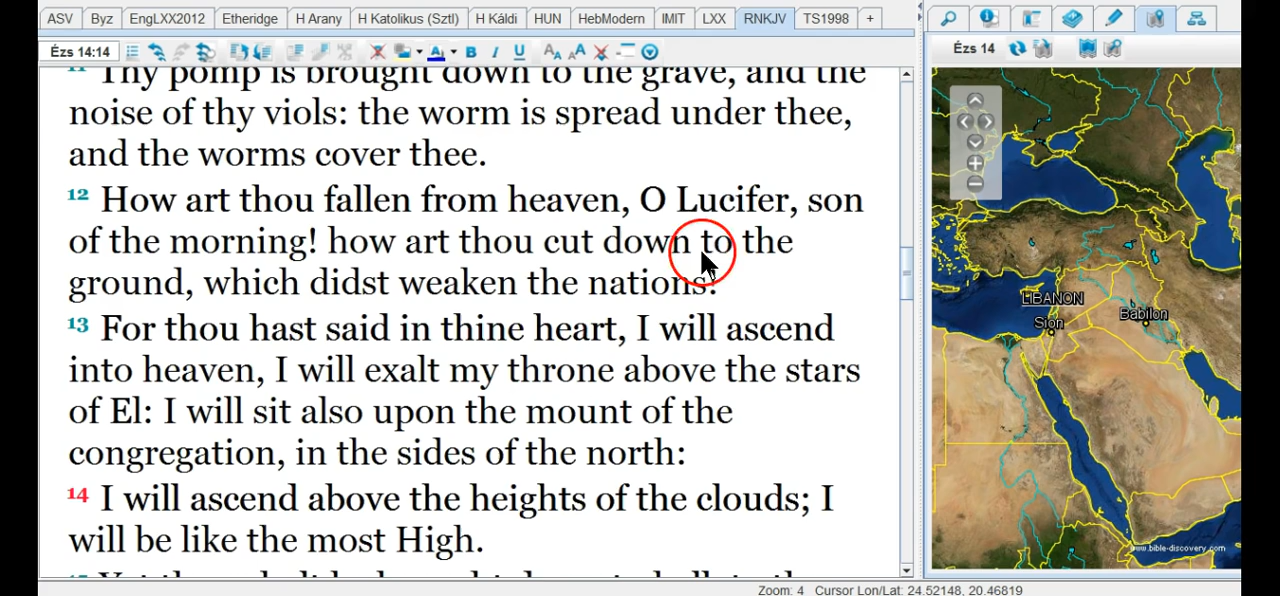 ASV Byz EngLXX2012 Etheridge H Arany H Katolikus (Sztl) H Káldi HUN HebModern IMIT LXX RNKJV TS1998 +
Ézs 14:14 A B I U A A A A
11 Thy pomp is brought down to the grave, and the
noise of thy viols: the worm is spread under thee,
and the worms cover thee.
12 How art thou fallen from heaven, O Lucifer, son
of the morning! how art thou cut down to the
ground, which didst weaken the nations!
13 For thou hast said in thine heart, I will ascend
into heaven, I will exalt my throne above the stars
of El: I will sit also upon the mount of the
congregation, in the sides of the north:
14 I will ascend above the heights of the clouds; I
will be like the most High.
Ézs 14
LIBANON
Sion
Babilon
www.bible-discovery.com
Zoom: 4 Cursor Lon/Lat: 24.52148, 20.46819